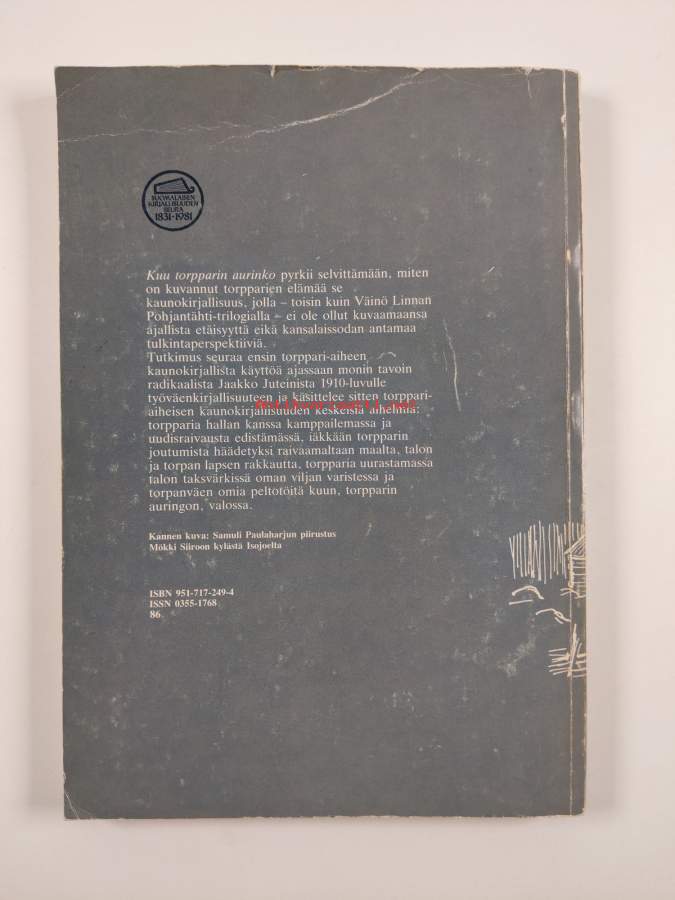 SUOMALAISEN
KIRJALLISUUDEN
SEURA
1831-1981
Kuu torpparin aurinko pyrkii selvittämään, miten
on kuvannut torpparien elämää se
kaunokirjallisuus, jolla – toisin kuin Väinö Linnan
Pohjantähti-trilogialla – ei ole ollut kuvaamaansa
ajallista etäisyyttä eikä kansalaissodan antamaa
tulkintaperspektiiviä.
Tutkimus seuraa ensin torppari-aiheen
kaunokirjallista käyttöä ajassaan monin tavoin
radikaalista Jaakko Juteinista 1910-luvulle
työväenkirjallisuuteen ja käsittelee sitten torppari-
aiheisen kaunokirjallisuuden keskeisiä aihelmia:
torpparia hallan kanssa kamppailemassa ja
uudisraivausta edistämässä, iäkkään torpparin
joutumista häädetyksi raivaamaltaan maalta, talon
ja torpan lapsen rakkautta, torpparia uurastamassa
talon taksvärkissä oman viljan varistessa ja
torpanväen omia peltotöitä kuun, torpparin
auringon, valossa.
Kannen kuva: Samuli Paulaharjun piirustus
Mökki Siiroon kylästä Isojoelta
ISBN 951-717-249-4
ISSN 0355-1768
86